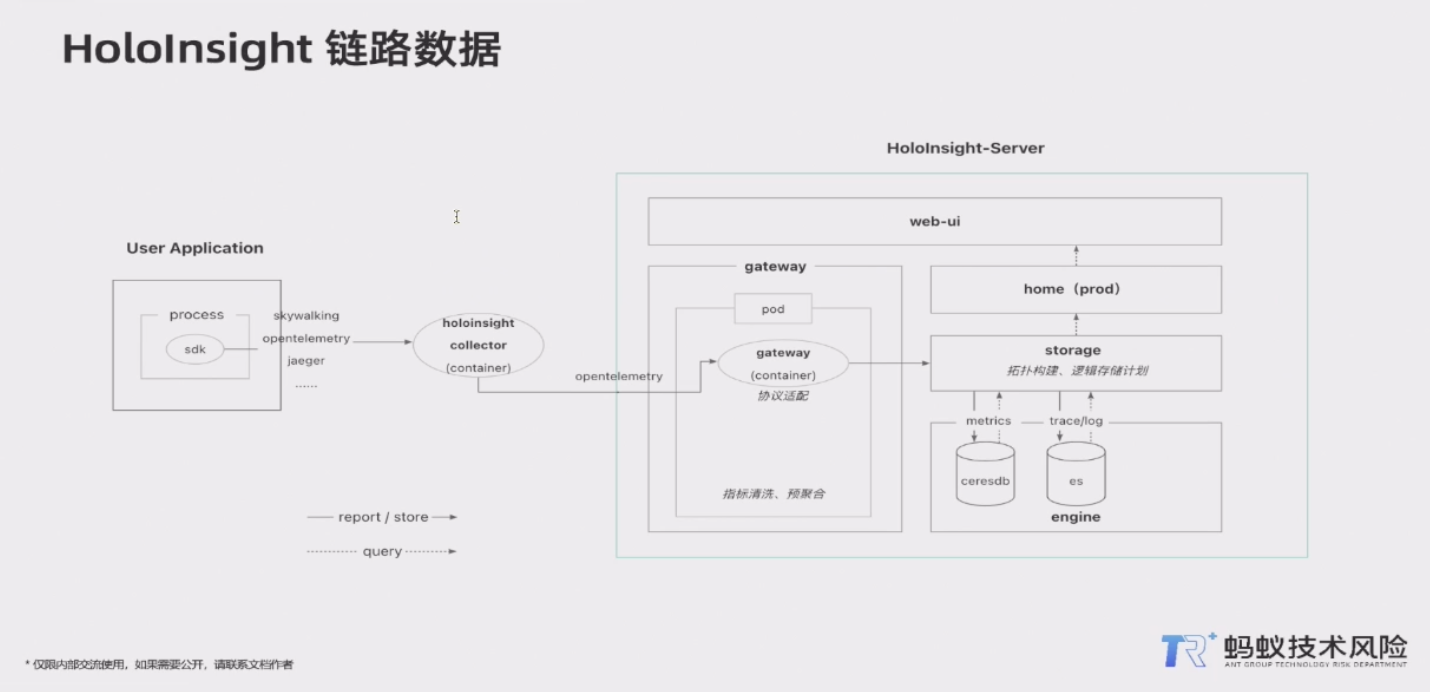 HoloInsight 链路数据
HoloInsight-Server
web-ui
User Application
gateway
home（prod）
process
sdk
skywalking
opentelemetry
jaeger
......
holoinsight
collector
(container)
opentelemetry
pod
gateway
(container)
协议适配
指标清洗、预聚合
storage
拓扑构建、逻辑存储计划
metrics
trace/log
ceresdb
es
engine
report / store
query
* 仅限内部交流使用，如果需要公开，请联系文档作者
TR+ 蚂蚁技术风险
ANT GROUP TECHNOLOGY RISK DEPARTMENT